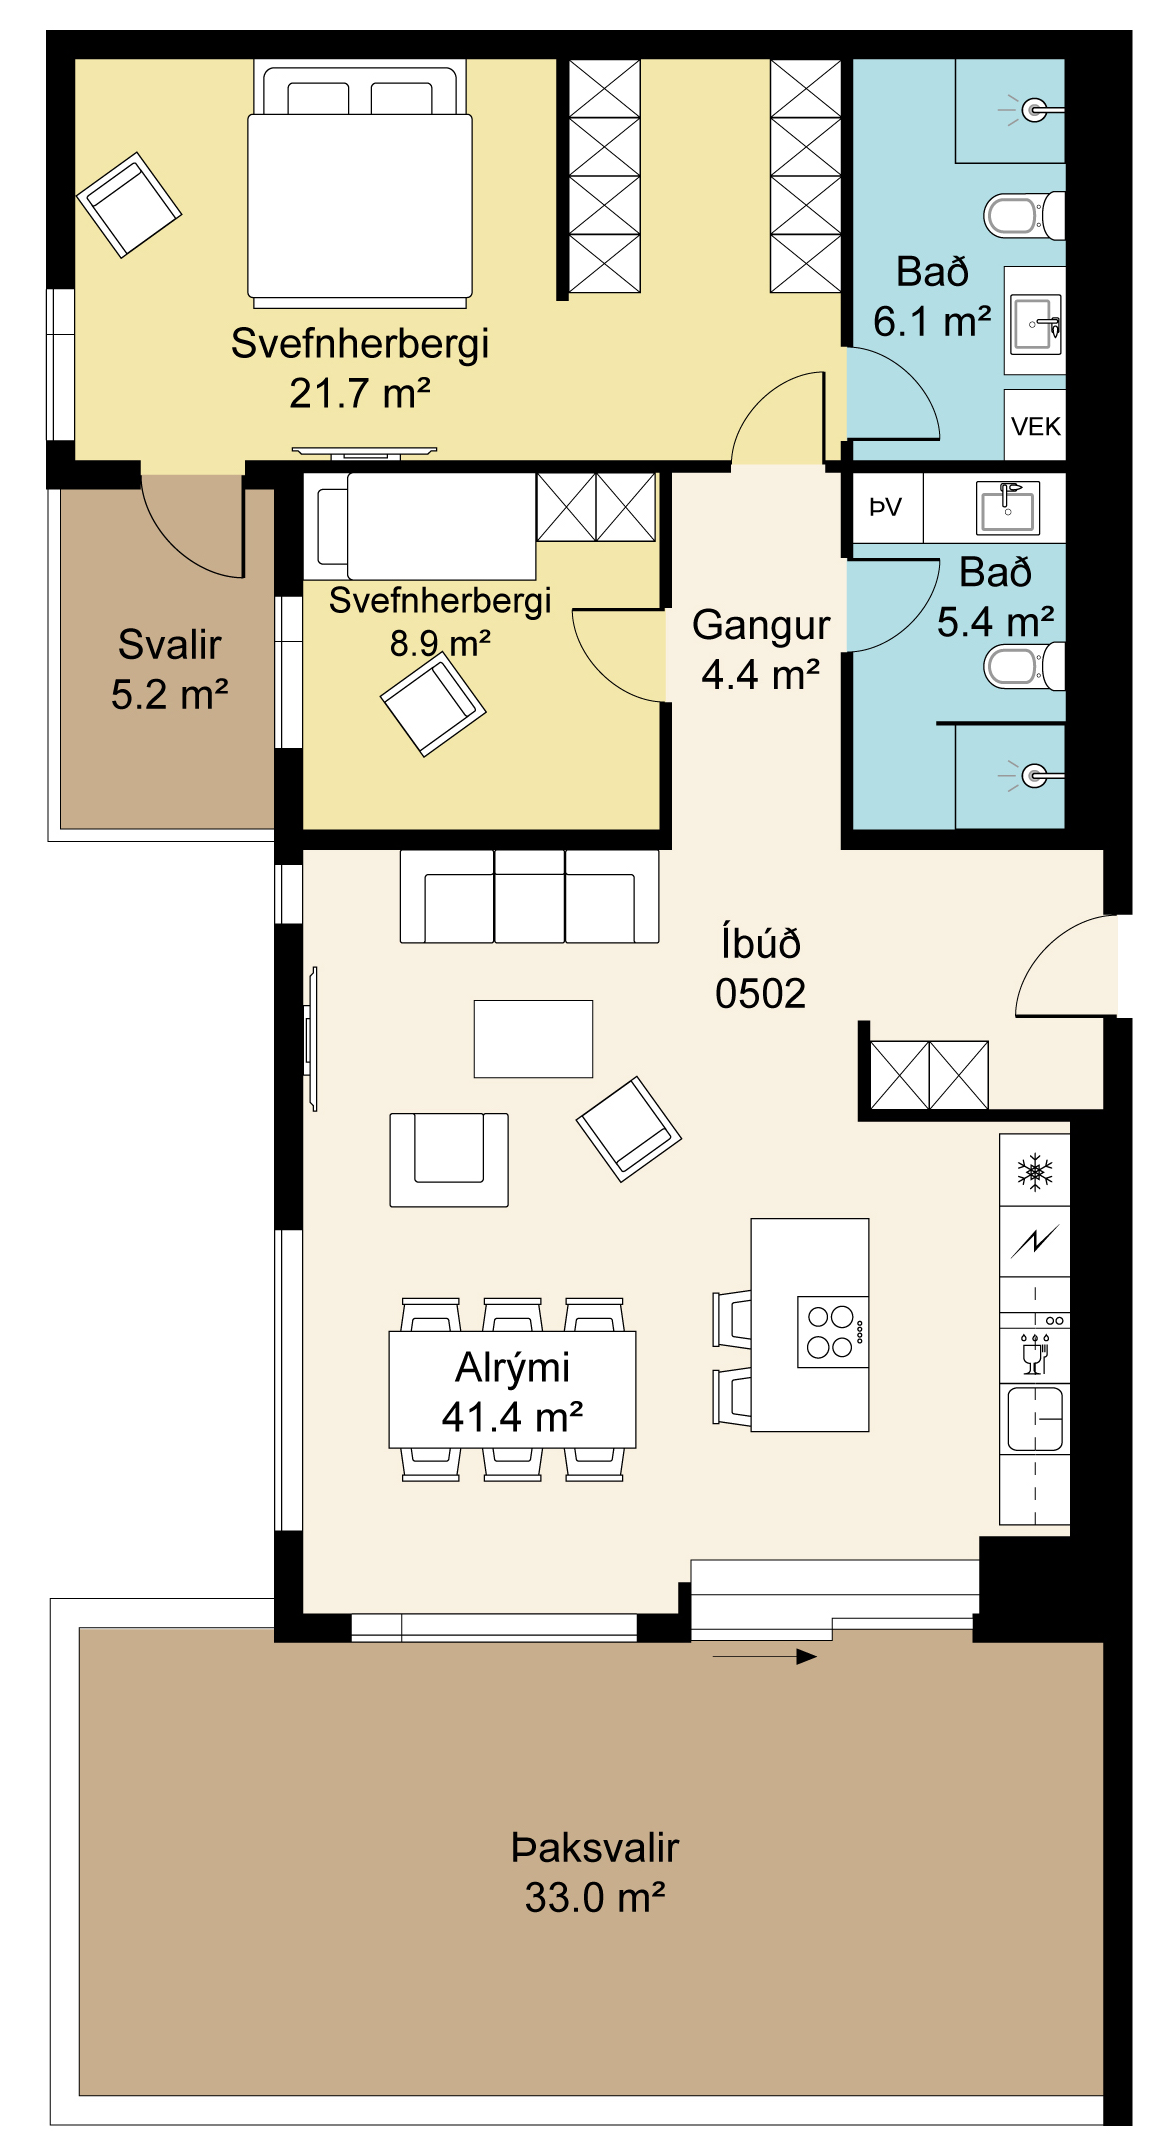 Bað
6.1 m²
Svefnherbergi
21.7 m²
VEK
ÞV
Bað
5.4 m²
Svefnherbergi
8.9 m²
Gangur
4.4 m²
Svalir
5.2 m²
Íbúð
0502
Alrými
41.4 m²
Þaksvalir
33.0 m²